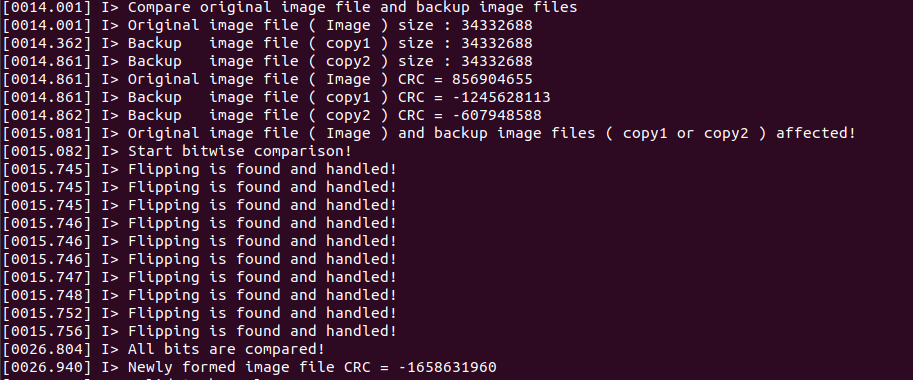 [0014.001] I> Compare original image file and backup image files
[0014.001] I> Original image file ( Image ) size : 34332688
[0014.362] I> Backup   image file ( copy1 ) size : 34332688
[0014.861] I> Backup   image file ( copy2 ) size : 34332688
[0014.861] I> Original image file ( Image ) CRC = 856904655
[0014.861] I> Backup   image file ( copy1 ) CRC = -1245628113
[0014.862] I> Backup   image file ( copy2 ) CRC = -607948588
[0015.081] I> Original image file ( Image ) and backup image files ( copy1 or copy2 ) affected!
[0015.082] I> Start bitwise comparison!
[0015.745] I> Flipping is found and handled!
[0015.745] I> Flipping is found and handled!
[0015.745] I> Flipping is found and handled!
[0015.746] I> Flipping is found and handled!
[0015.746] I> Flipping is found and handled!
[0015.746] I> Flipping is found and handled!
[0015.747] I> Flipping is found and handled!
[0015.748] I> Flipping is found and handled!
[0015.752] I> Flipping is found and handled!
[0015.756] I> Flipping is found and handled!
[0026.804] I> All bits are compared!
[0026.940] I> Newly formed image file CRC = -1658631960